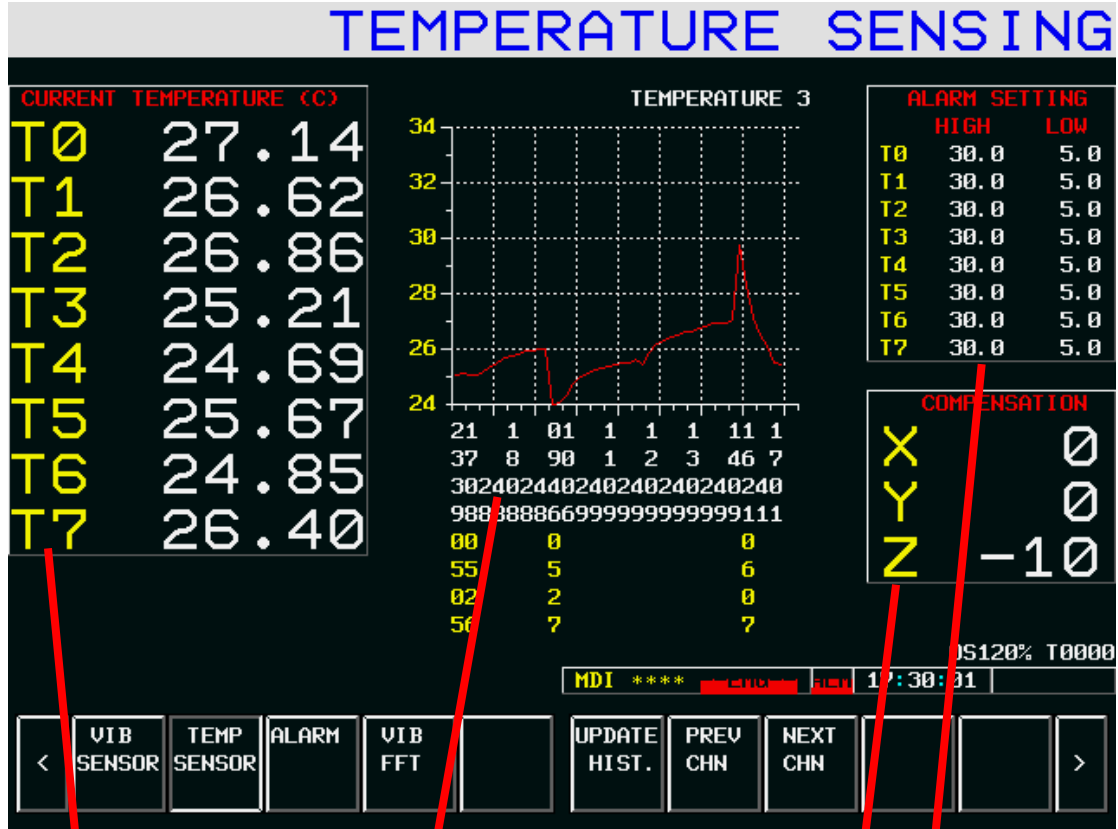 TEMPERATURE SENSING
CURRENT TEMPERATURE (C)
T0 27.14
T1 26.62
T2 26.86
T3 25.21
T4 24.69
T5 25.67
T6 24.85
T7 26.40
TEMPERATURE 3
34
32
30
28
26
24
21 1 01 1 1 1 11 1
37 8 90 1 2 3 46 7
30240244024024024024024​0
00 0 0
55 5 6
02 2 0
56 7 7
ALARM SETTING
HIGH LOW
T0 30.0 5.0
T1 30.0 5.0
T2 30.0 5.0
T3 30.0 5.0
T4 30.0 5.0
T5 30.0 5.0
T6 30.0 5.0
T7 30.0 5.0
COMPENSATION
X 0
Y 0
Z -10
OS120% T0000
MDI **** 17:30:01
<
VIB
SENSOR
TEMP
SENSOR
ALARM
VIB
FFT
UPDATE
HIST.
PREV
CHN
NEXT
CHN
>